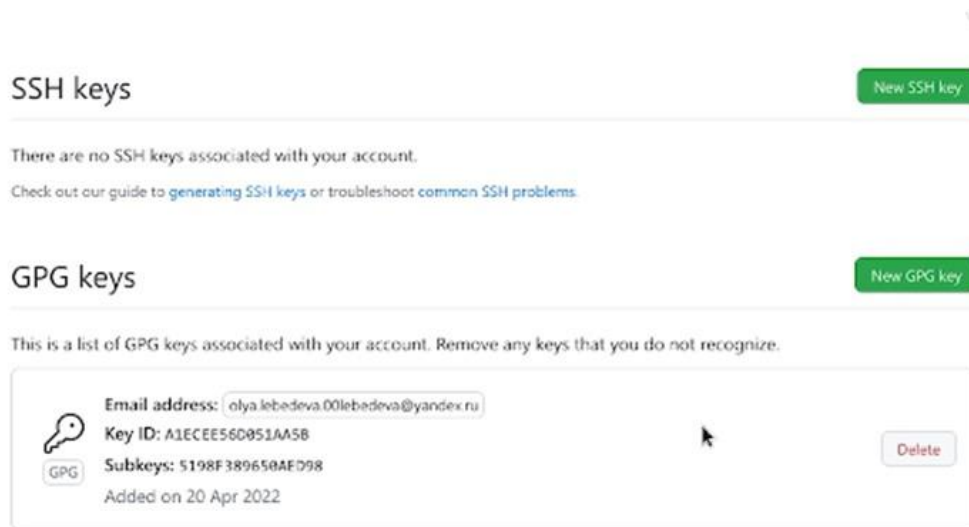 SSH keys
New SSH key
There are no SSH keys associated with your account.
Check out our guide to generating SSH keys or troubleshoot common SSH problems.
GPG keys
New GPG key
This is a list of GPG keys associated with your account. Remove any keys that you do not recognize.
Email address: olya.lebedeva.00lebedeva@yandex.ru
Key ID: A1ECEE56D051AA5B
Subkeys: 5198F389650AED98
Delete
GPG
Added on 20 Apr 2022